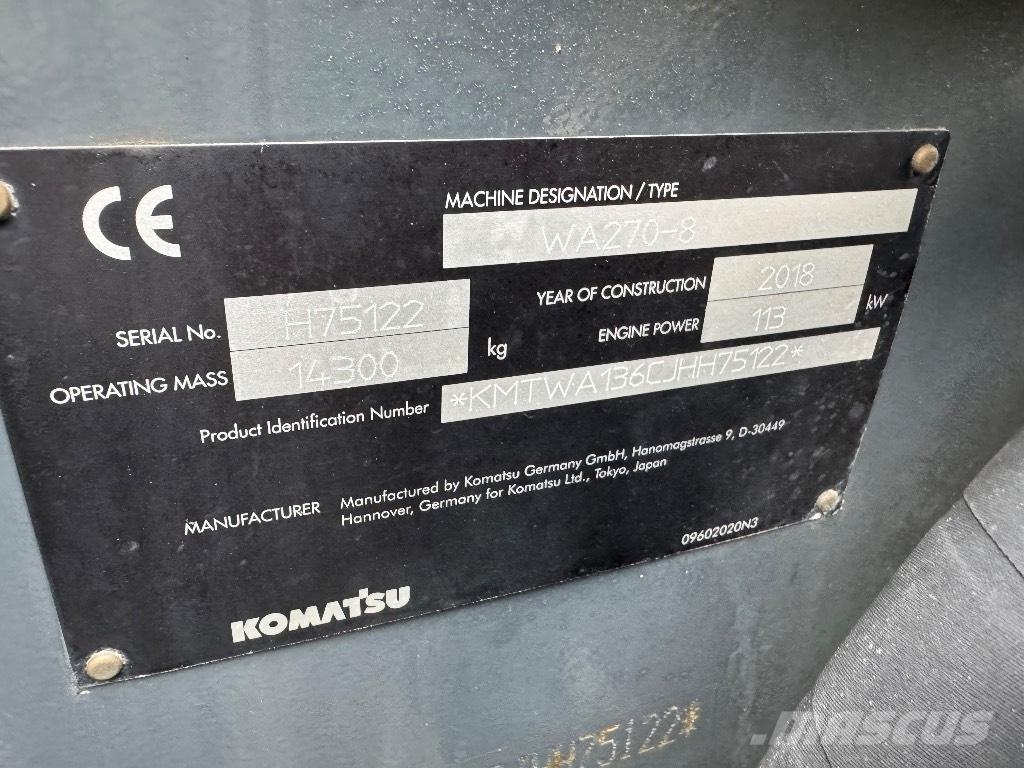 CE
MACHINE DESIGNATION / TYPE
WA270-8
SERIAL No. H75122
YEAR OF CONSTRUCTION 2018
OPERATING MASS 14300 kg
ENGINE POWER 113 kW
Product Identification Number *KMTWA136CJHH75122*
MANUFACTURER Manufactured by Komatsu Germany GmbH, Hanomagstrasse 9, D-30449
Hannover, Germany for Komatsu Ltd., Tokyo, Japan
09602020N3
KOMATSU
75122*
mascus